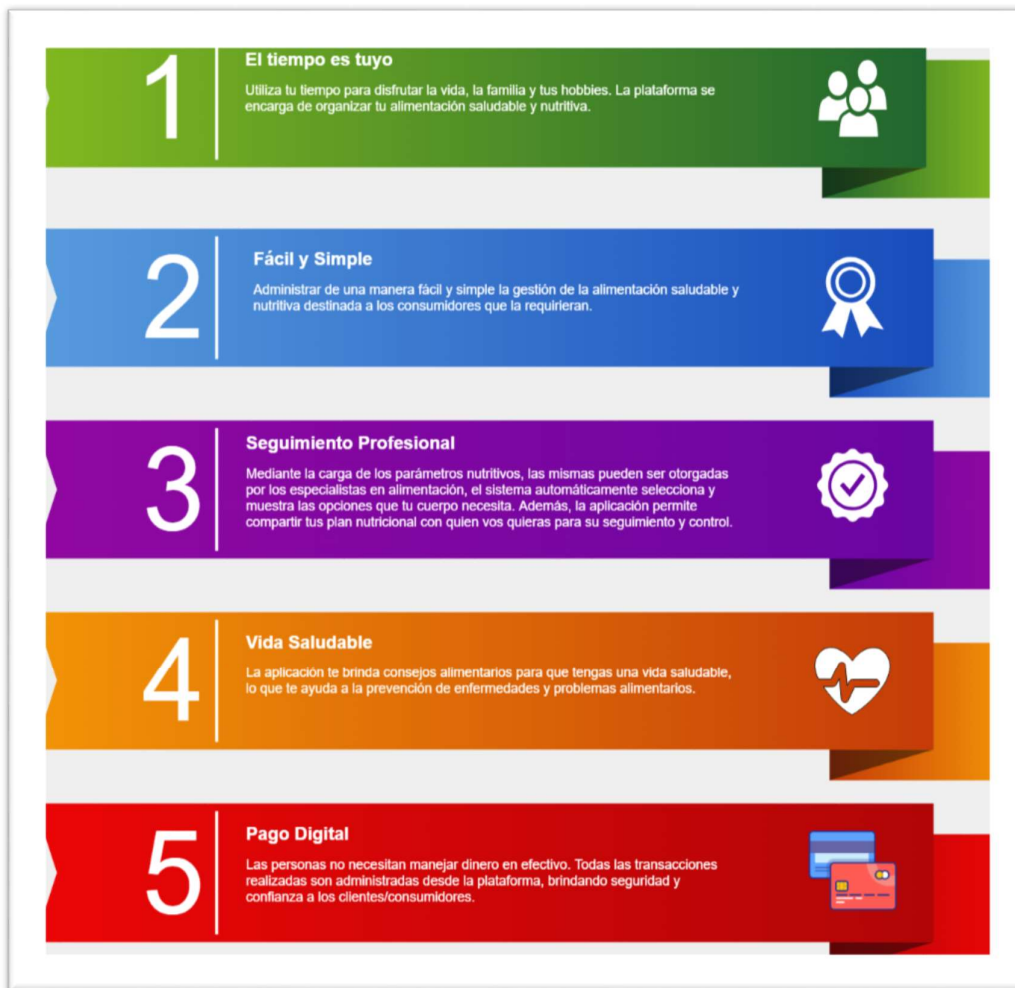 1
El tiempo es tuyo
Utiliza tu tiempo para disfrutar la vida, la familia y tus hobbies. La plataforma se
encarga de organizar tu alimentación saludable y nutritiva.
2
Fácil y Simple
Administrar de una manera fácil y simple la gestión de la alimentación saludable y
nutritiva destinada a los consumidores que la requirieran.
3
Seguimiento Profesional
Mediante la carga de los parámetros nutritivos, las mismas pueden ser otorgadas
por los especialistas en alimentación, el sistema automáticamente selecciona y
muestra las opciones que tu cuerpo necesita. Además, la aplicación permite
compartir tus plan nutricional con quien vos quieras para su seguimiento y control.
4
Vida Saludable
La aplicación te brinda consejos alimentarios para que tengas una vida saludable,
lo que te ayuda a la prevención de enfermedades y problemas alimentarios.
5
Pago Digital
Las personas no necesitan manejar dinero en efectivo. Todas las transacciones
realizadas son administradas desde la plataforma, brindando seguridad y
confianza a los clientes/consumidores.